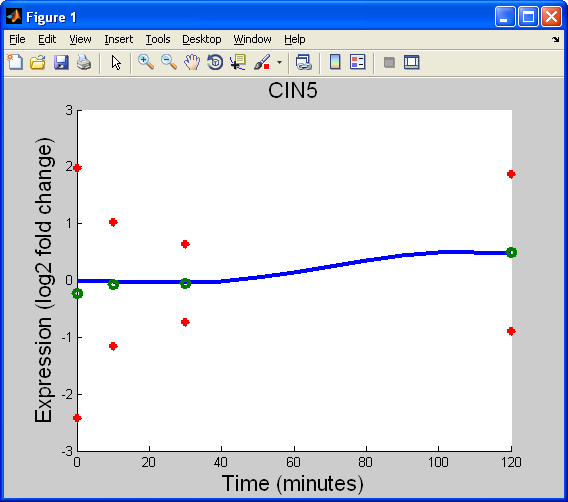 Figure 1
File Edit View Insert Tools Desktop Window Help
CIN5
3
2
1
0
-1
-2
-3
Expression (log2 fold change)
0 20 40 60 80 100 120
Time (minutes)